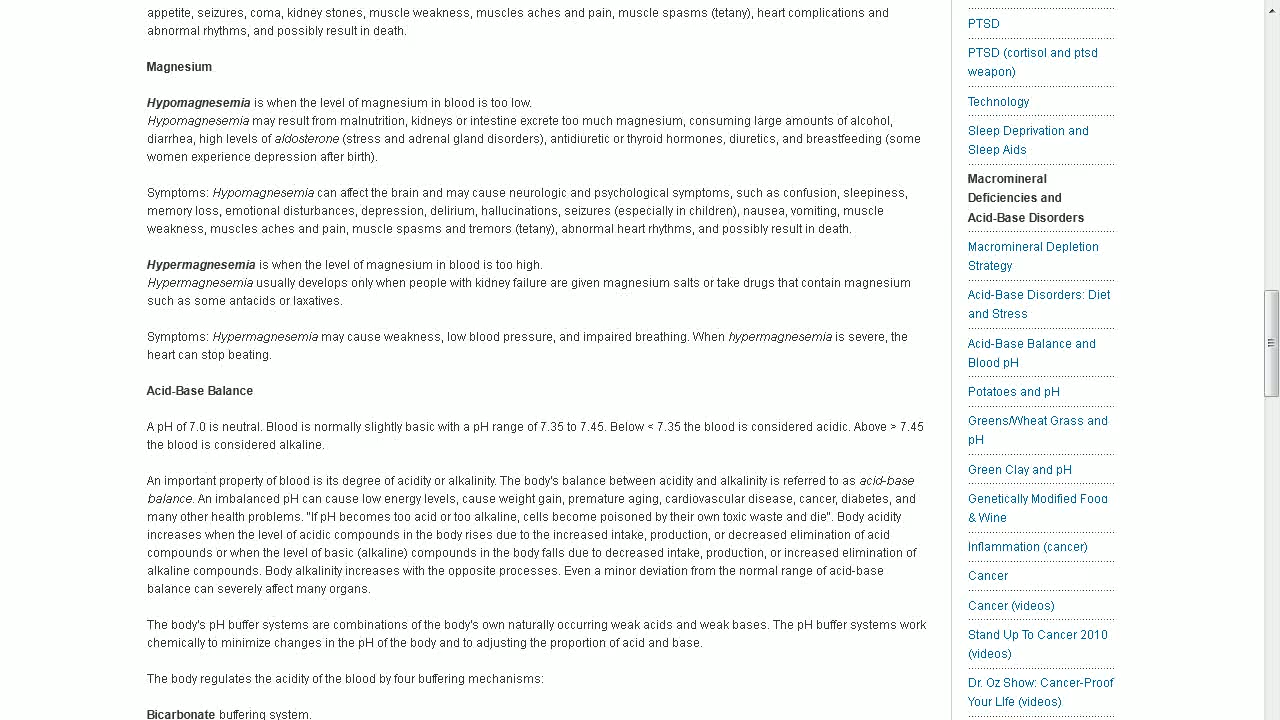 appetite, seizures, coma, kidney stones, muscle weakness, muscles aches and pain, muscle spasms (tetany), heart complications and
abnormal rhythms, and possibly result in death.
Magnesium
Hypomagnesemia is when the level of magnesium in blood is too low.
Hypomagnesemia may result from malnutrition, kidneys or intestine excrete too much magnesium, consuming large amounts of alcohol,
diarrhea, high levels of aldosterone (stress and adrenal gland disorders), antidiuretic or thyroid hormones, diuretics, and breastfeeding (some
women experience depression after birth).
Symptoms: Hypomagnesemia can affect the brain and may cause neurologic and psychological symptoms, such as confusion, sleepiness,
memory loss, emotional disturbances, depression, delirium, hallucinations, seizures (especially in children), nausea, vomiting, muscle
weakness, muscles aches and pain, muscle spasms and tremors (tetany), abnormal heart rhythms, and possibly result in death.
Hypermagnesemia is when the level of magnesium in blood is too high.
Hypermagnesemia usually develops only when people with kidney failure are given magnesium salts or take drugs that contain magnesium
such as some antacids or laxatives.
Symptoms: Hypermagnesemia may cause weakness, low blood pressure, and impaired breathing. When hypermagnesemia is severe, the
heart can stop beating.
Acid-Base Balance
A pH of 7.0 is neutral. Blood is normally slightly basic with a pH range of 7.35 to 7.45. Below < 7.35 the blood is considered acidic. Above > 7.45
the blood is considered alkaline.
An important property of blood is its degree of acidity or alkalinity. The body's balance between acidity and alkalinity is referred to as acid-base
balance. An imbalanced pH can cause low energy levels, cause weight gain, premature aging, cardiovascular disease, cancer, diabetes, and
many other health problems. "If pH becomes too acid or too alkaline, cells become poisoned by their own toxic waste and die". Body acidity
increases when the level of acidic compounds in the body rises due to the increased intake, production, or decreased elimination of acid
compounds or when the level of basic (alkaline) compounds in the body falls due to decreased intake, production, or increased elimination of
alkaline compounds. Body alkalinity increases with the opposite processes. Even a minor deviation from the normal range of acid-base
balance can severely affect many organs.
The body's pH buffer systems are combinations of the body's own naturally occurring weak acids and weak bases. The pH buffer systems work
chemically to minimize changes in the pH of the body and to adjusting the proportion of acid and base.
The body regulates the acidity of the blood by four buffering mechanisms:
Bicarbonate buffering system.
PTSD
PTSD (cortisol and ptsd
weapon)
Technology
Sleep Deprivation and
Sleep Aids
Macromineral
Deficiencies and
Acid-Base Disorders
Macromineral Depletion
Strategy
Acid-Base Disorders: Diet
and Stress
Acid-Base Balance and
Blood pH
Potatoes and pH
Greens/Wheat Grass and
pH
Green Clay and pH
Genetically Modified Food
& Wine
Inflammation (cancer)
Cancer
Cancer (videos)
Stand Up To Cancer 2010
(videos)
Dr. Oz Show: Cancer-Proof
Your LIfe (videos)